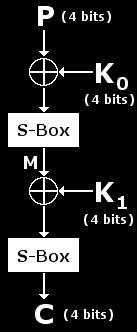 P (4 bits)
K0
(4 bits)
S-Box
M
K1
(4 bits)
S-Box
C (4 bits)